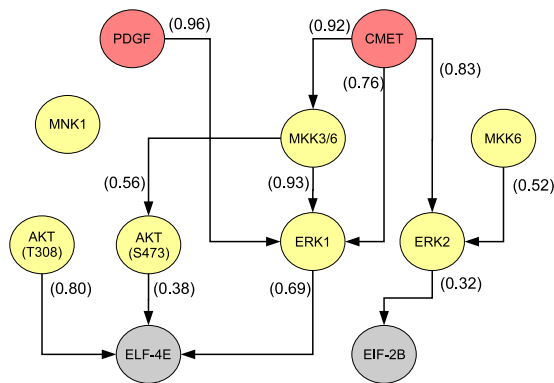 (0.96)
PDGF
(0.92)
CMET
(0.76)
(0.83)
MNK1
MKK3/6
MKK6
(0.56)
(0.93)
(0.52)
AKT
(T308)
AKT
(S473)
ERK1
ERK2
(0.80)
(0.38)
(0.69)
(0.32)
ELF-4E
EIF-2B